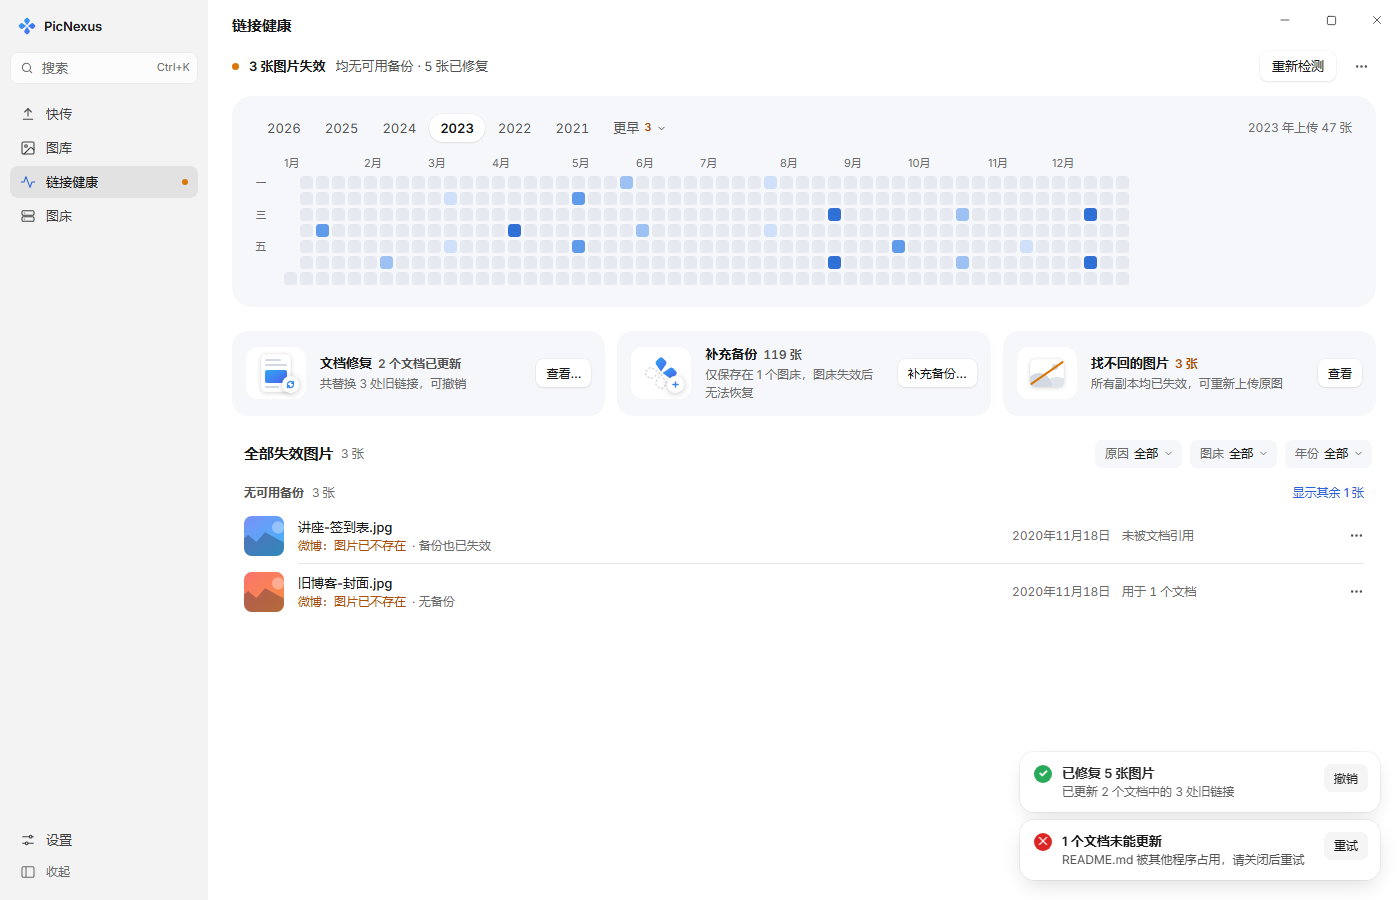 PicNexus
搜索 Ctrl+K
快传
图库
链接健康
图床
设置
收起
链接健康
3 张图片失效 均无可用备份 · 5 张已修复
重新检测
2026 2025 2024 2023 2022 2021 更早 3
2023 年上传 47 张
1月 2月 3月 4月 5月 6月 7月 8月 9月 10月 11月 12月
一
三
五
文档修复 2 个文档已更新
共替换 3 处旧链接，可撤销
查看...
补充备份 119 张
仅保存在 1 个图床，图床失效后
无法恢复
补充备份...
找不回的图片 3 张
所有副本均已失效，可重新上传原图
查看
全部失效图片 3 张
原因 全部 图床 全部 年份 全部
无可用备份 3 张
显示其余 1 张
讲座-签到表.jpg
微博：图片已不存在 · 备份也已失效
2020年11月18日 未被文档引用
旧博客-封面.jpg
微博：图片已不存在 · 无备份
2020年11月18日 用于 1 个文档
已修复 5 张图片
已更新 2 个文档中的 3 处旧链接
撤销
1 个文档未能更新
README.md 被其他程序占用，请关闭后重试
重试